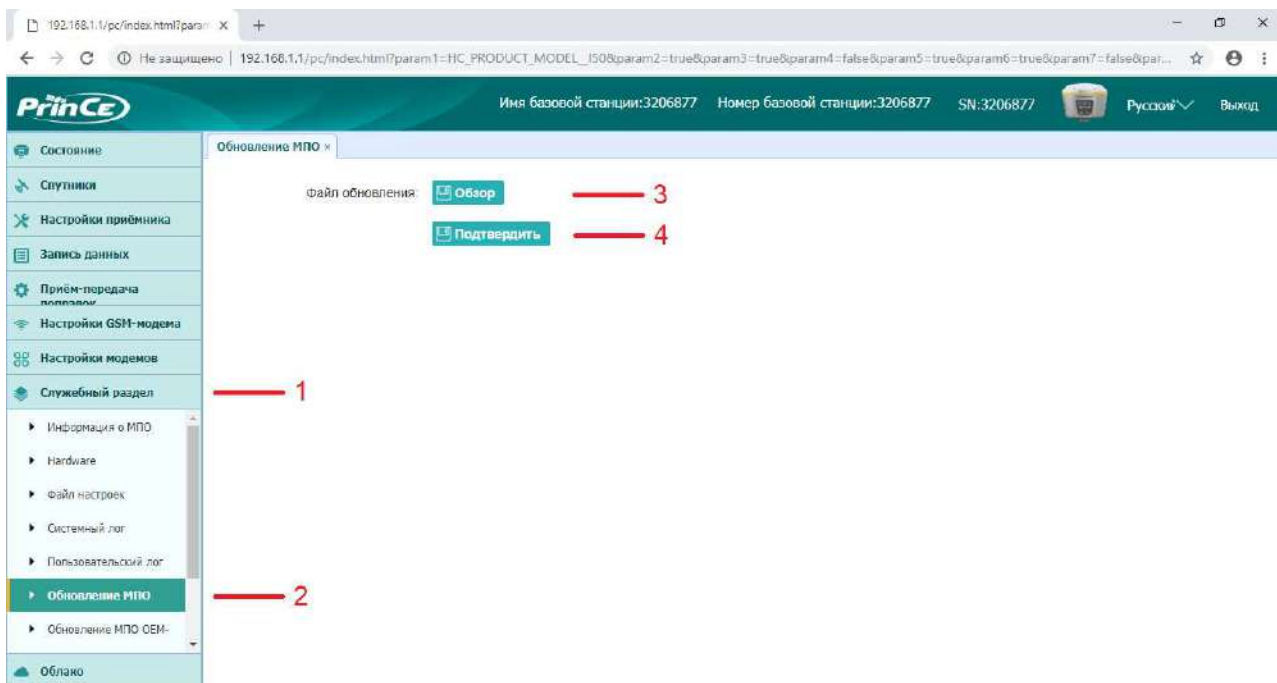 192.168.1.1/pc/index.html?para
Не защищено | 192.168.1.1/pc/index.html?param1=HC_PRODUCT_MODEL__I50&param2=true&param3=true&param4=false&param5=true&param6=true&param7=false&par...
PrinCE
Имя базовой станции:3206877 Номер базовой станции:3206877 SN:3206877 Русский Выход
Состояние
Спутники
Настройки приёмника
Запись данных
Приём-передача
поправок
Настройки GSM-модема
Настройки модемов
Служебный раздел
Информация о МПО
Hardware
Файл настроек
Системный лог
Пользовательский лог
Обновление МПО
Обновление МПО OEM-
Облако
Обновление МПО ×
Файл обновления: Обзор 3
Подтвердить 4
1
2